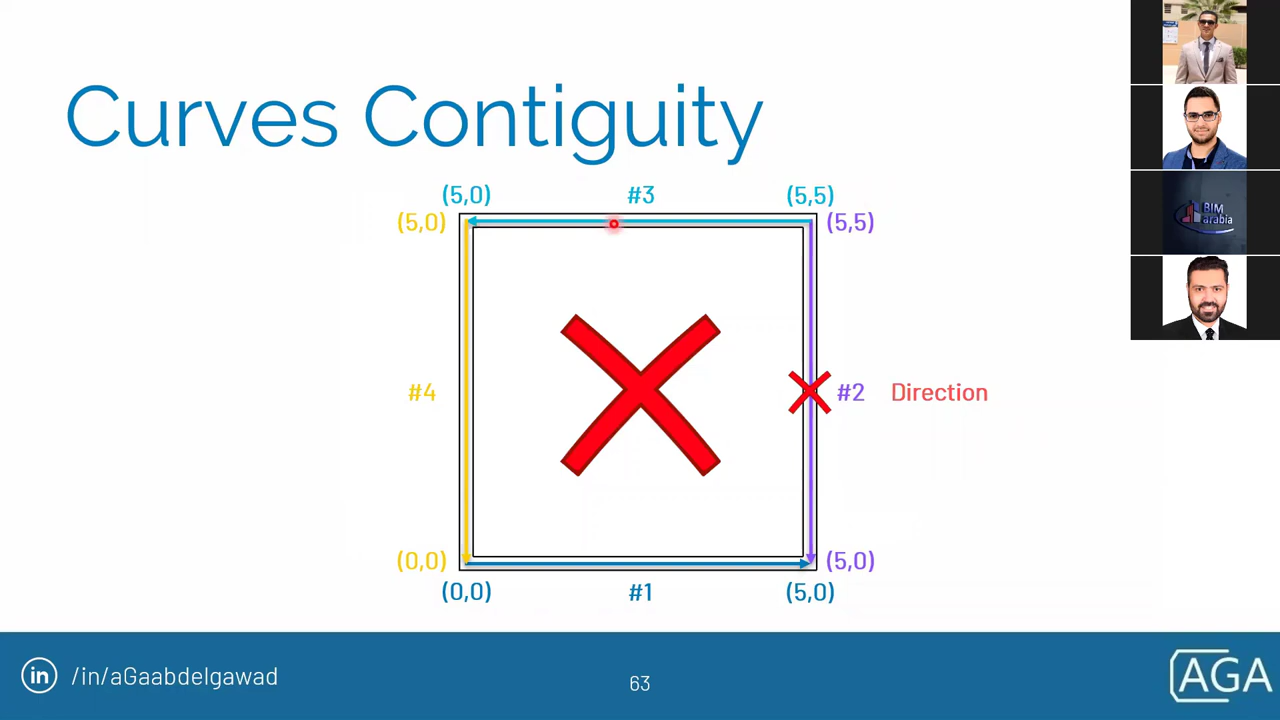 Curves Contiguity
(5,0) #3 (5,5)
(5,0) (5,5)
#4 #2 Direction
(0,0) (5,0)
(0,0) #1 (5,0)
in /in/aGaabdelgawad
63
AGA
BIM
arabia